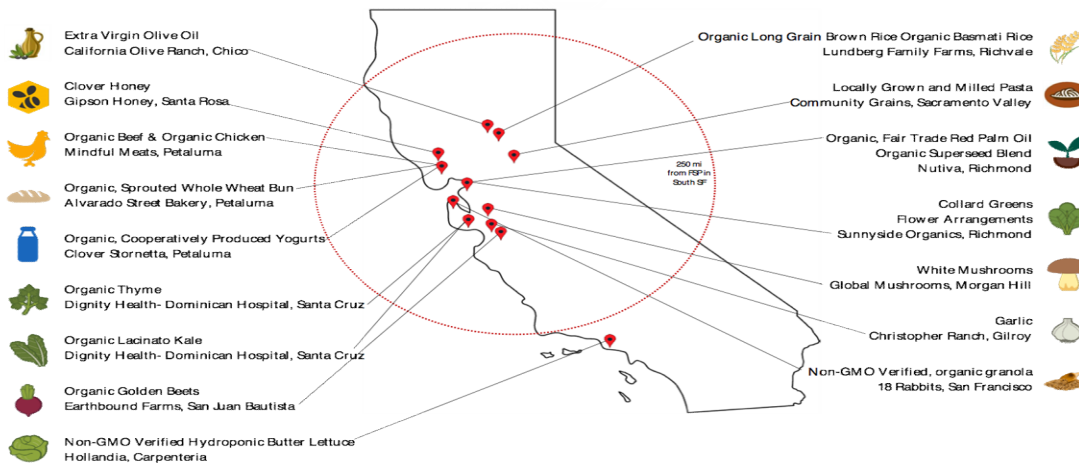 Extra Virgin Olive Oil
California Olive Ranch, Chico
Clover Honey
Gipson Honey, Santa Rosa
Organic Beef & Organic Chicken
Mindful Meats, Petaluma
Organic, Sprouted Whole Wheat Bun
Alvarado Street Bakery, Petaluma
Organic, Cooperatively Produced Yogurts
Clover Stornetta, Petaluma
Organic Thyme
Dignity Health- Dominican Hospital, Santa Cruz
Organic Lacinato Kale
Dignity Health- Dominican Hospital, Santa Cruz
Organic Golden Beets
Earthbound Farms, San Juan Bautista
Non-GMO Verified Hydroponic Butter Lettuce
Hollandia, Carpenteria
250 mi
from FSP in
South SF
Organic Long Grain Brown Rice Organic Basmati Rice
Lundberg Family Farms, Richvale
Locally Grown and Milled Pasta
Community Grains, Sacramento Valley
Organic, Fair Trade Red Palm Oil
Organic Superseed Blend
Nutiva, Richmond
Collard Greens
Flower Arrangements
Sunnyside Organics, Richmond
White Mushrooms
Global Mushrooms, Morgan Hill
Garlic
Christopher Ranch, Gilroy
Non-GMO Verified, organic granola
18 Rabbits, San Francisco